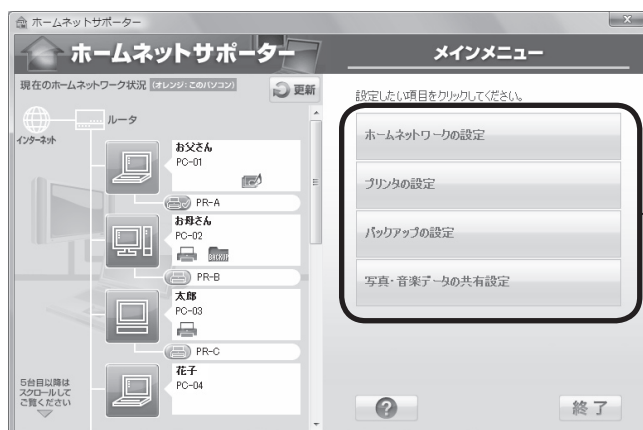 ホームネットサポーター
ホームネットサポーター
現在のホームネットワーク状況 (オレンジ:このパソコン)
更新
インターネット
ルータ
お父さん
PC-01
PR-A
お母さん
PC-02
BACKUP
PR-B
太郎
PC-03
PR-C
花子
PC-04
5台目以降は
スクロールして
ご覧ください
メインメニュー
設定したい項目をクリックしてください。
ホームネットワークの設定
プリンタの設定
バックアップの設定
写真・音楽データの共有設定
?
終了